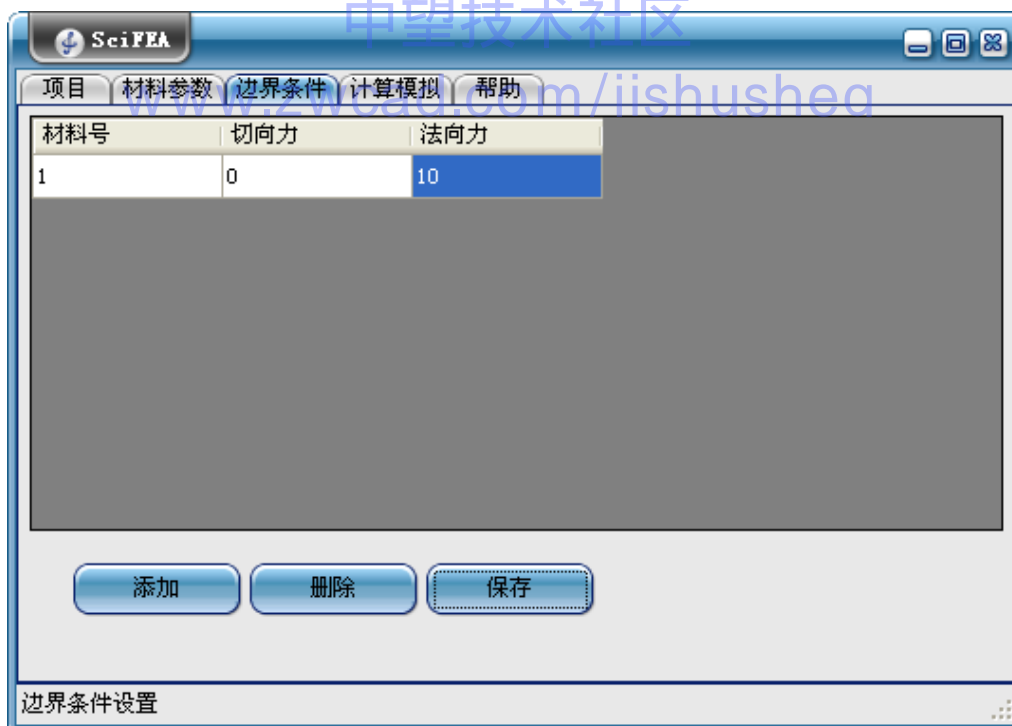 中望技术社区
SciFEA
项目 材料参数 边界条件 计算模拟 帮助
www.zwcad.com/jishusheq
材料号 切向力 法向力
1 0 10
添加 删除 保存
边界条件设置